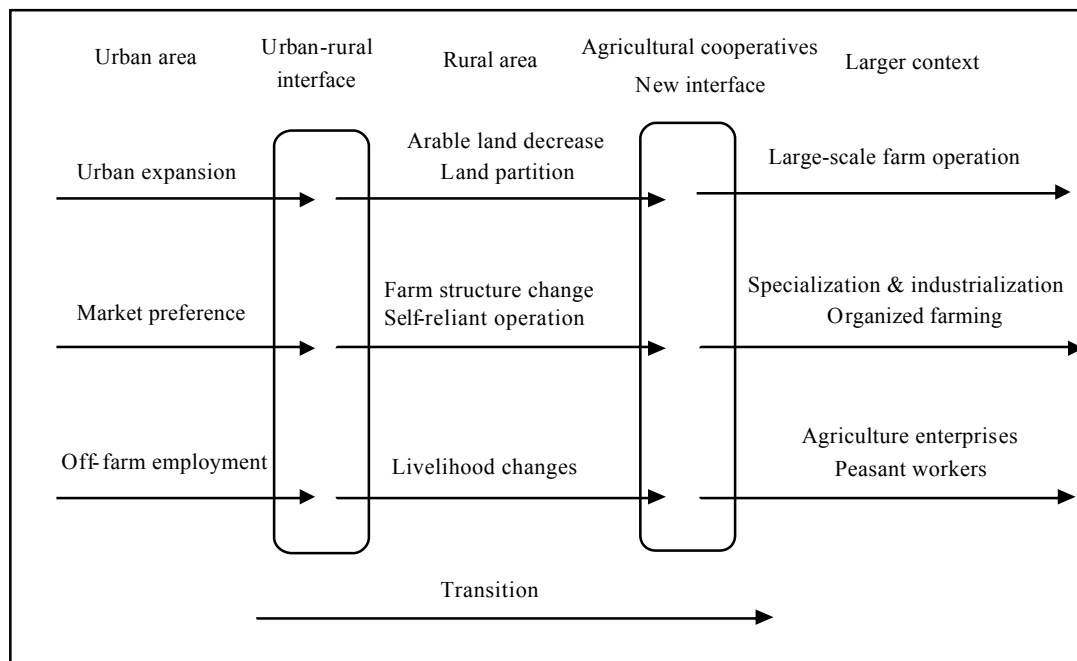 Urban area
Urban-rural
interface
Rural area
Agricultural cooperatives
New interface
Larger context
Urban expansion
Arable land decrease
Land partition
Large-scale farm operation
Market preference
Farm structure change
Self-reliant operation
Specialization & industrialization
Organized farming
Off-farm employment
Livelihood changes
Agriculture enterprises
Peasant workers
Transition